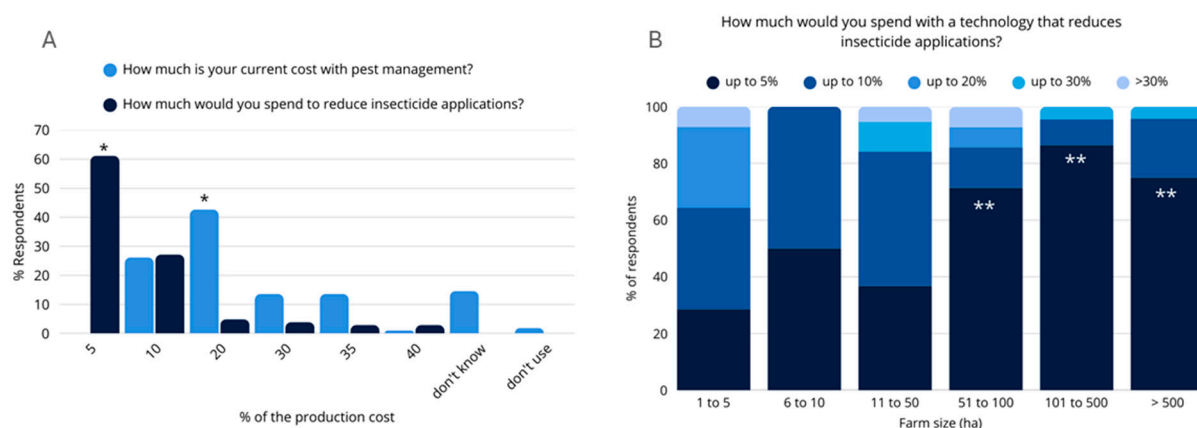 A
How much is your current cost with pest management?
How much would you spend to reduce insecticide applications?
70
60
50
40
30
20
10
0
% Respondents
*
*
5
10
20
30
35
40
don't know
don't use
% of the production cost
B
How much would you spend with a technology that reduces
insecticide applications?
up to 5% up to 10% up to 20% up to 30% >30%
100
80
60
40
20
0
% of respondents
**
**
**
1 to 5 6 to 10 11 to 50 51 to 100 101 to 500 > 500
Farm size (ha)